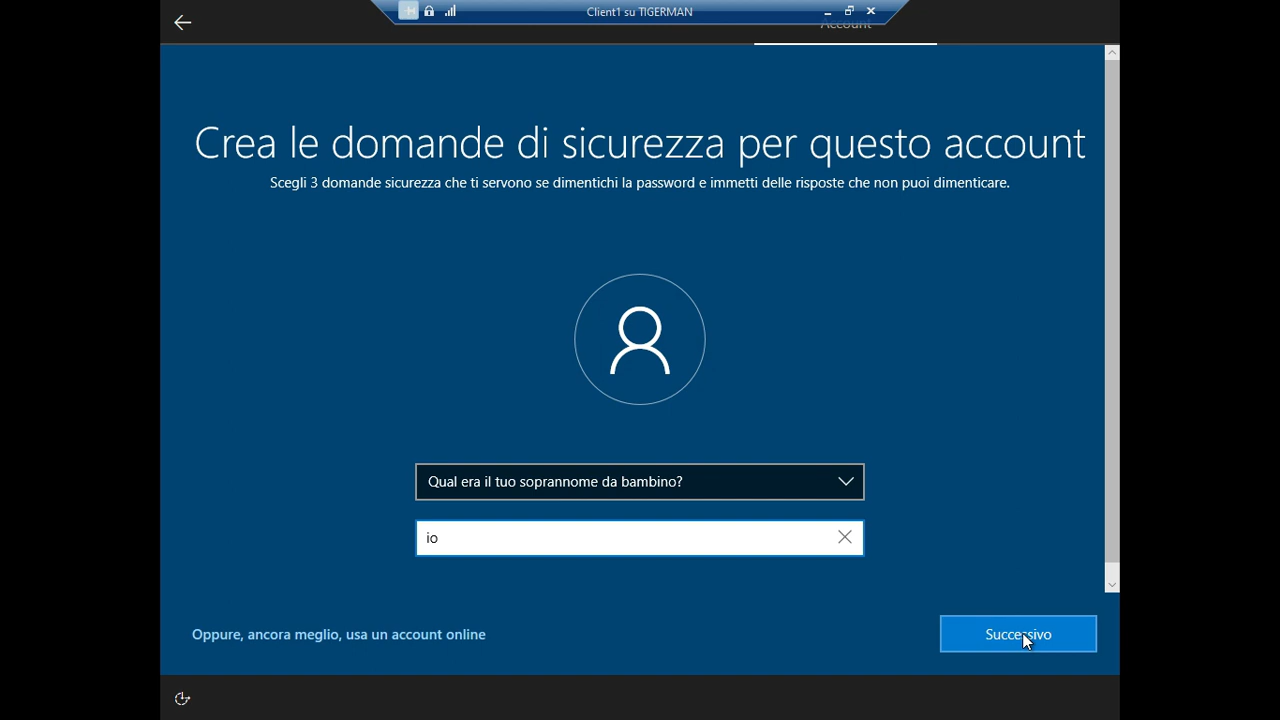 Client1 su TIGERMAN
Account
Crea le domande di sicurezza per questo account
Scegli 3 domande sicurezza che ti servono se dimentichi la password e immetti delle risposte che non puoi dimenticare.
Qual era il tuo soprannome da bambino?
io
Oppure, ancora meglio, usa un account online
Successivo